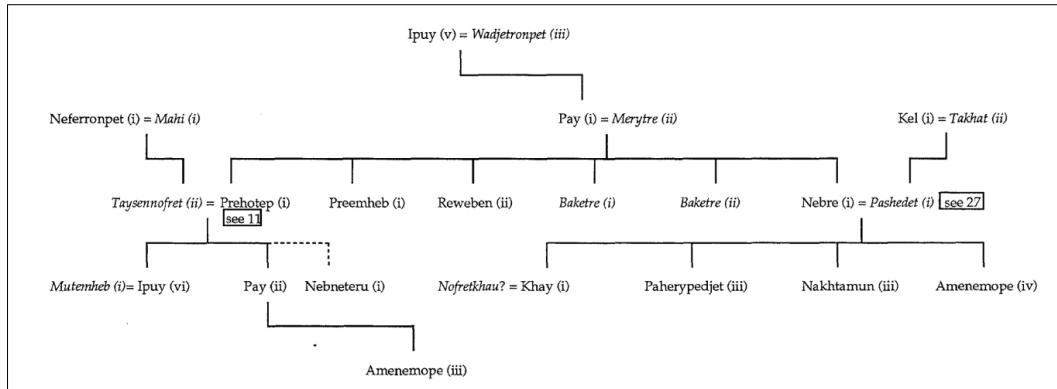 Ipuy (v) = Wadjetronpet (iii)
Neferronpet (i) = Mahi (i) Pay (i) = Merytre (ii) Kel (i) = Takhat (ii)
Taysennofret (ii) = Prehotep (i) Preemheb (i) Reweben (ii) Baketre (i) Baketre (ii) Nebre (i) = Pashedet (i) see 27
see 11
Mutemheb (i)= Ipuy (vi) Pay (ii) Nebneteru (i) Nofretkhau? = Khay (i) Paherypedjet (iii) Nakhtamun (iii) Amenemope (iv)
Amenemope (iii)